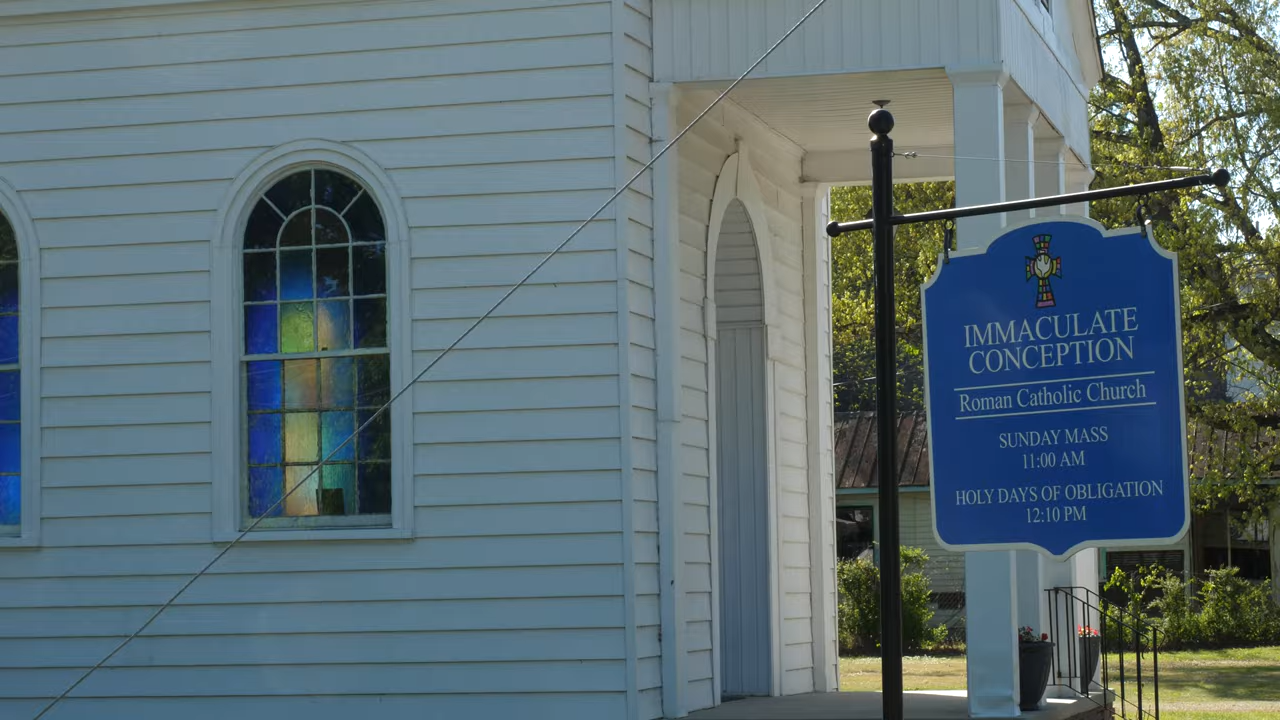 IMMACULATE
CONCEPTION
Roman Catholic Church
SUNDAY MASS
11:00 AM
HOLY DAYS OF OBLIGATION
12:10 PM